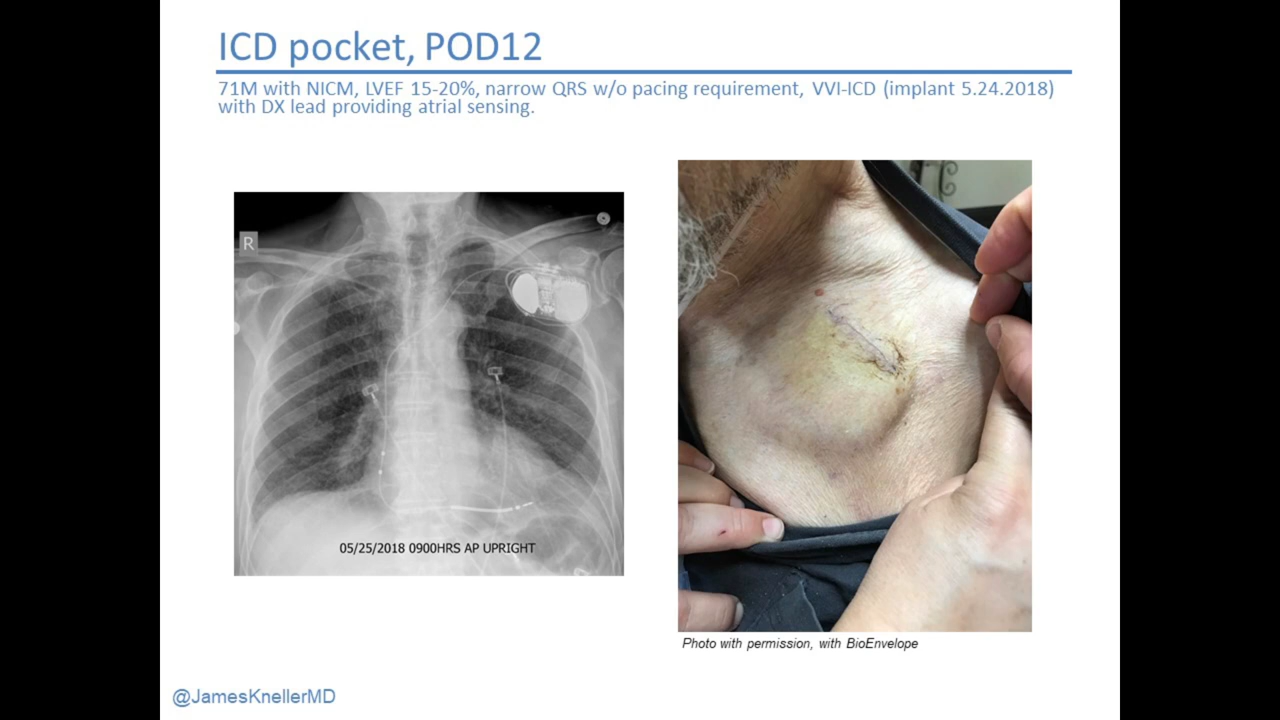 ICD pocket, POD12
71M with NICM, LVEF 15-20%, narrow QRS w/o pacing requirement, VVI-ICD (implant 5.24.2018)
with DX lead providing atrial sensing.
R
05/25/2018 0900HRS AP UPRIGHT
Photo with permission, with BioEnvelope
@JamesKnellerMD